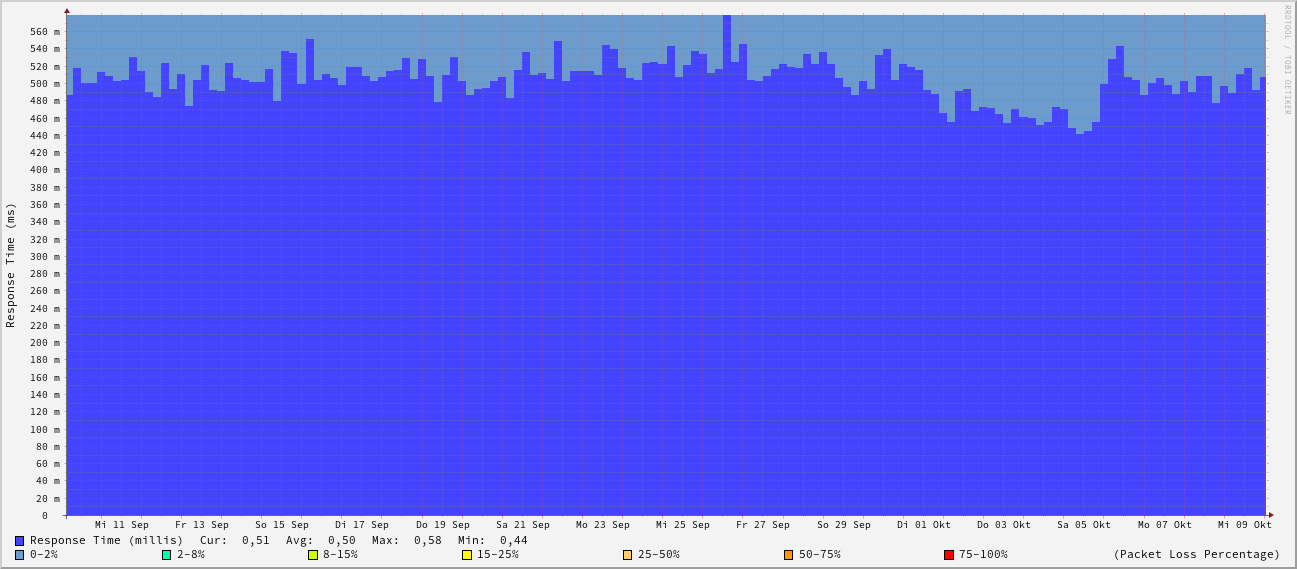 RRDTOOL / TOBI OETIKER
Response Time (ms)
560 m
540 m
520 m
500 m
480 m
460 m
440 m
420 m
400 m
380 m
360 m
340 m
320 m
300 m
280 m
260 m
240 m
220 m
200 m
180 m
160 m
140 m
120 m
100 m
80 m
60 m
40 m
20 m
0
Mi 11 Sep Fr 13 Sep So 15 Sep Di 17 Sep Do 19 Sep Sa 21 Sep Mo 23 Sep Mi 25 Sep Fr 27 Sep So 29 Sep Di 01 Okt Do 03 Okt Sa 05 Okt Mo 07 Okt Mi 09 Okt
Response Time (millis) Cur: 0,51 Avg: 0,50 Max: 0,58 Min: 0,44
0-2% 2-8% 8-15% 15-25% 25-50% 50-75% 75-100% (Packet Loss Percentage)